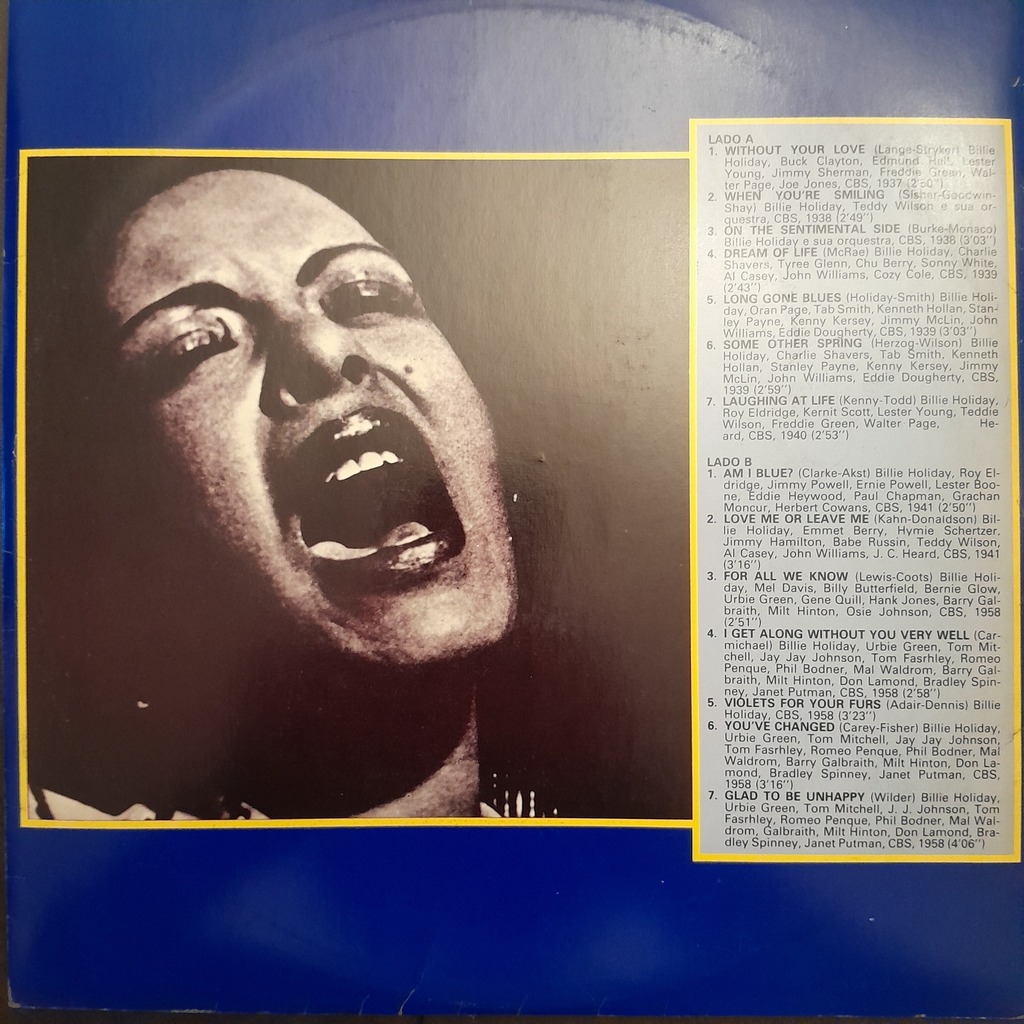 LADO A
1. WITHOUT YOUR LOVE (Lange-Stryker) Billie
Holiday, Buck Clayton, Edmund Hall, Lester
Young, Jimmy Sherman, Freddie Green, Wal-
ter Page, Joe Jones, CBS, 1937 (2'50'')
2. WHEN YOU'RE SMILING (Sisher-Goodwin-
Shay) Billie Holiday, Teddy Wilson e sua or-
questra, CBS, 1938 (2'49'')
3. ON THE SENTIMENTAL SIDE (Burke-Monaco)
Billie Holiday e sua orquestra, CBS, 1938 (3'03'')
4. DREAM OF LIFE (McRae) Billie Holiday, Charlie
Shavers, Tyree Glenn, Chu Berry, Sonny White,
Al Casey, John Williams, Cozy Cole, CBS, 1939
(2'43'')
5. LONG GONE BLUES (Holiday-Smith) Billie Holi-
day, Oran Page, Tab Smith, Kenneth Hollan, Stan-
ley Payne, Kenny Kersey, Jimmy McLin, John
Williams, Eddie Dougherty, CBS, 1939 (3'03'')
6. SOME OTHER SPRING (Herzog-Wilson) Billie
Holiday, Charlie Shavers, Tab Smith, Kenneth
Hollan, Stanley Payne, Kenny Kersey, Jimmy
McLin, John Williams, Eddie Dougherty, CBS,
1939 (2'59'')
7. LAUGHING AT LIFE (Kenny-Todd) Billie Holiday,
Roy Eldridge, Kernit Scott, Lester Young, Teddie
Wilson, Freddie Green, Walter Page, He-
ard, CBS, 1940 (2'53'')
LADO B
1. AM I BLUE? (Clarke-Akst) Billie Holiday, Roy El-
dridge, Jimmy Powell, Ernie Powell, Lester Boo-
ne, Eddie Heywood, Paul Chapman, Grachan
Moncur, Herbert Cowans, CBS, 1941 (2'50'')
2. LOVE ME OR LEAVE ME (Kahn-Donaldson) Bil-
lie Holiday, Emmet Berry, Hymie Schertzer,
Jimmy Hamilton, Babe Russin, Teddy Wilson,
Al Casey, John Williams, J. C. Heard, CBS, 1941
(3'16'')
3. FOR ALL WE KNOW (Lewis-Coots) Billie Holi-
day, Mel Davis, Billy Butterfield, Bernie Glow,
Urbie Green, Gene Quill, Hank Jones, Barry Gal-
braith, Milt Hinton, Osie Johnson, CBS, 1958
(2'51'')
4. I GET ALONG WITHOUT YOU VERY WELL (Car-
michael) Billie Holiday, Urbie Green, Tom Mit-
chell, Jay Jay Johnson, Tom Fasrhley, Romeo
Penque, Phil Bodner, Mal Waldrom, Barry Gal-
braith, Milt Hinton, Don Lamond, Bradley Spin-
ney, Janet Putman, CBS, 1958 (2'58'')
5. VIOLETS FOR YOUR FURS (Adair-Dennis) Billie
Holiday, CBS, 1958 (3'23'')
6. YOU'VE CHANGED (Carey-Fisher) Billie Holiday,
Urbie Green, Tom Mitchell, Jay Jay Johnson,
Tom Fasrhley, Romeo Penque, Phil Bodner, Mal
Waldrom, Barry Galbraith, Milt Hinton, Don La-
mond, Bradley Spinney, Janet Putman, CBS,
1958 (3'16'')
7. GLAD TO BE UNHAPPY (Wilder) Billie Holiday,
Urbie Green, Tom Mitchell, J. J. Johnson, Tom
Fasrhley, Romeo Penque, Phil Bodner, Mal Wal-
drom, Galbraith, Milt Hinton, Don Lamond, Bra-
dley Spinney, Janet Putman, CBS, 1958 (4'06'')